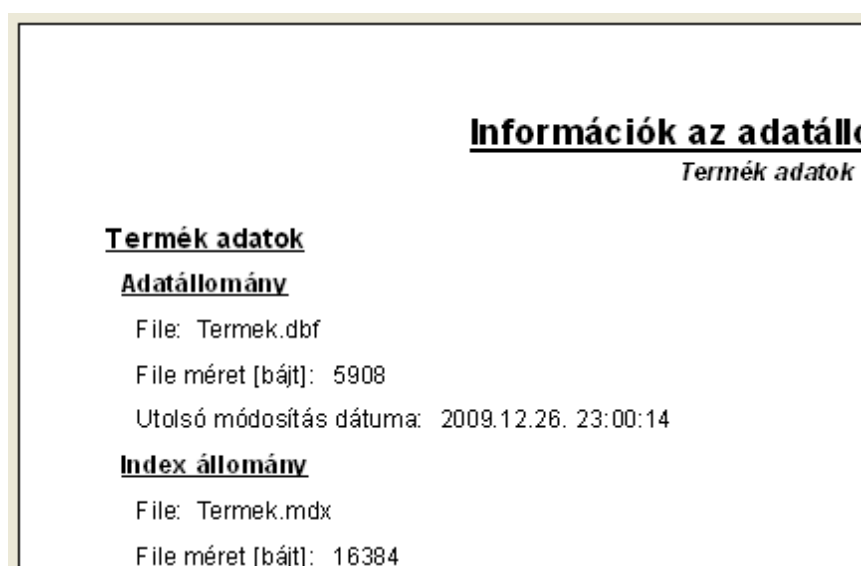 Információk az
Termék adatok
Termék adatok
Adatállomány
File: Termek.dbf
File méret [bájt]: 5908
Utolsó módosítás dátuma: 2009.12.26. 23:00:14
Index állomány
File: Termek.mdx
File méret [bájt]: 16384